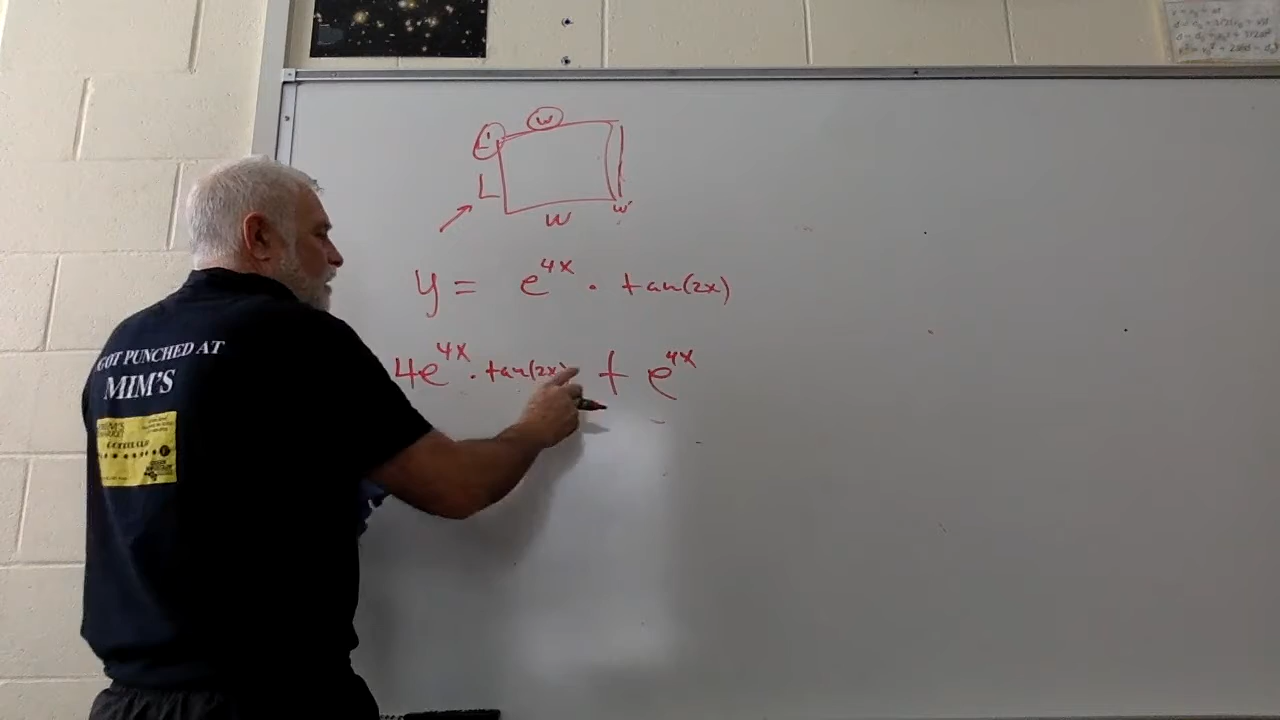 W
L'
L
W
W
y = e^{4x} · tan(2x)
4e^{4x} · tan(2x) + e^{4x}
GOT PUNCHED AT
MIM'S